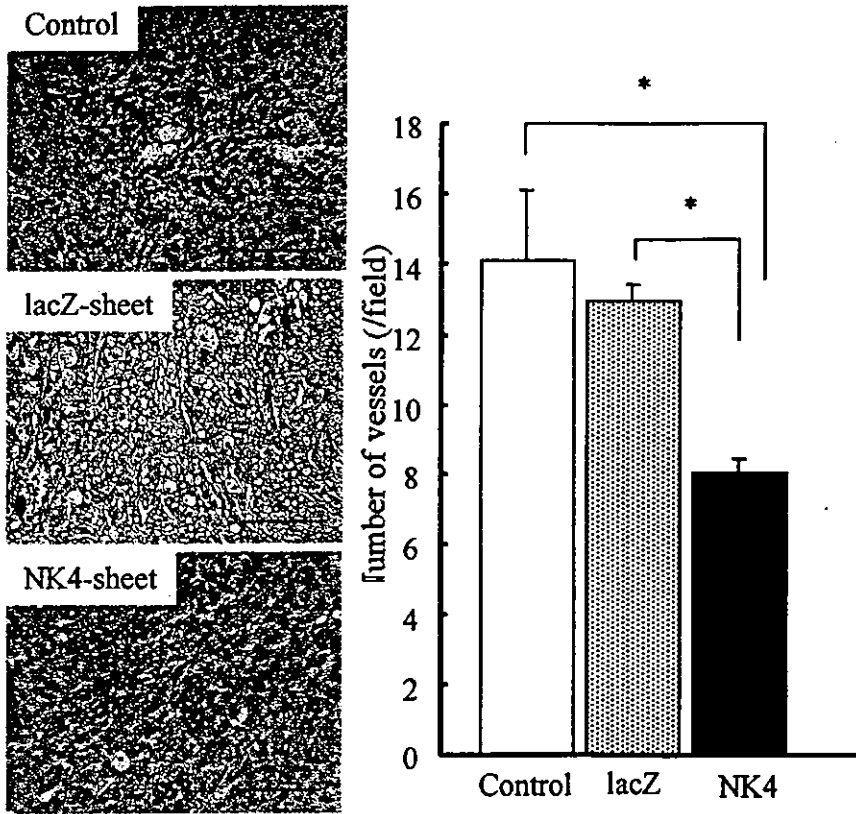 Control
lacZ-sheet
NK4-sheet
*
*
18
16
14
12
10
8
6
4
2
0
umber of vessels (/field)
Control lacZ NK4